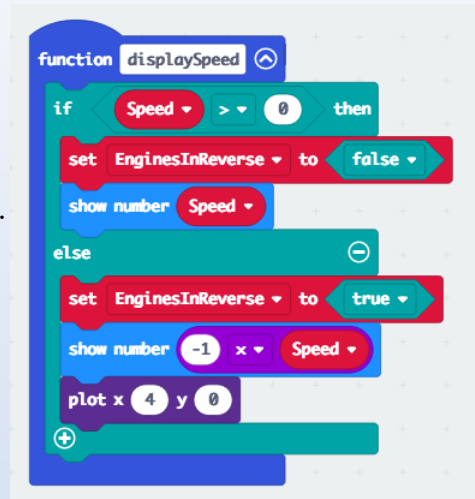 function displaySpeed
if Speed > 0 then
set EnginesInReverse to false
show number Speed
else
set EnginesInReverse to true
show number -1 x Speed
plot x 4 y 0